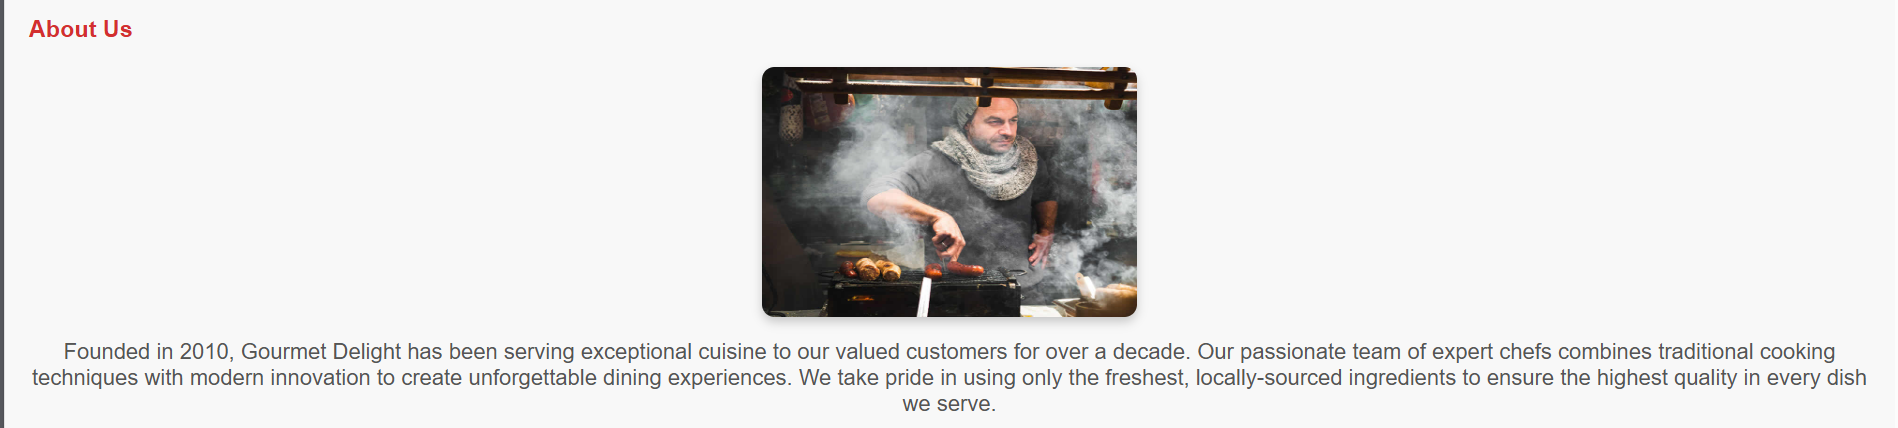 About Us
Founded in 2010, Gourmet Delight has been serving exceptional cuisine to our valued customers for over a decade. Our passionate team of expert chefs combines traditional cooking
techniques with modern innovation to create unforgettable dining experiences. We take pride in using only the freshest, locally-sourced ingredients to ensure the highest quality in every dish
we serve.